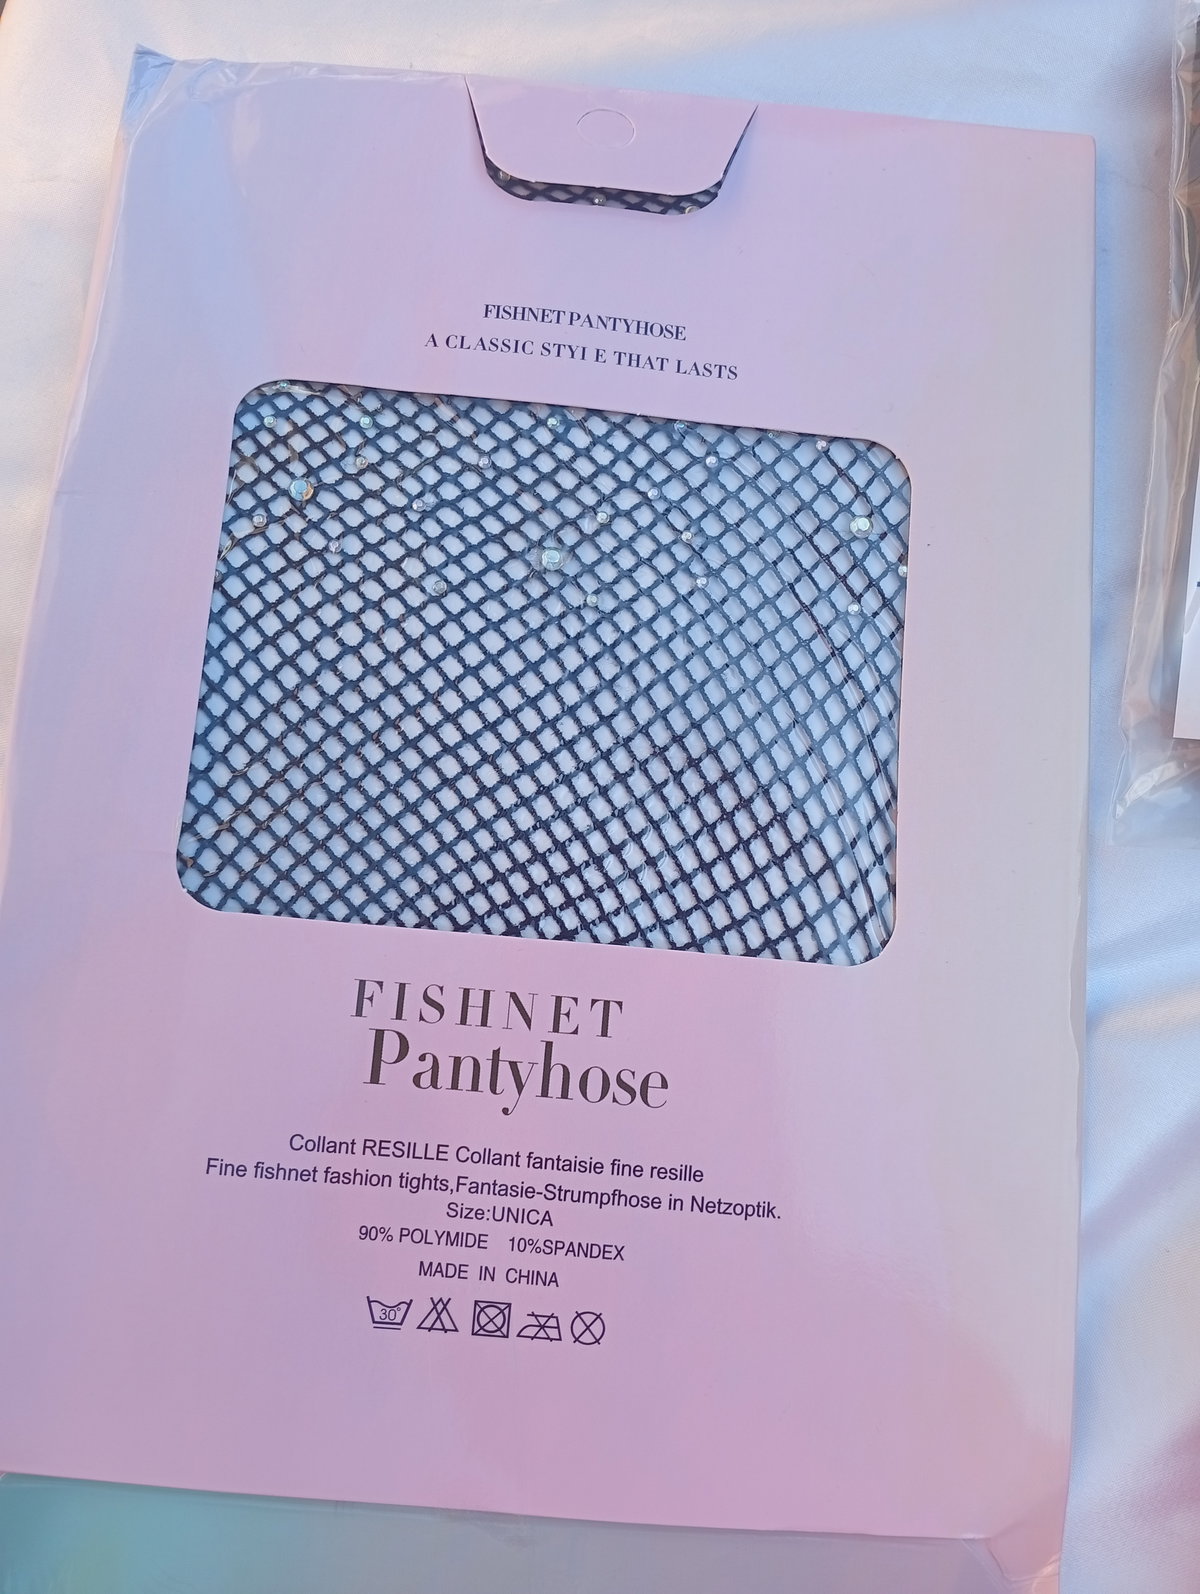 FISHNET PANTYHOSE
A CLASSIC STYI E THAT LASTS
FISHNET
Pantyhose
Collant RESILLE Collant fantaisie fine resille
Fine fishnet fashion tights,Fantasie-Strumpfhose in Netzoptik.
Size:UNICA
90% POLYMIDE 10%SPANDEX
MADE IN CHINA
30°